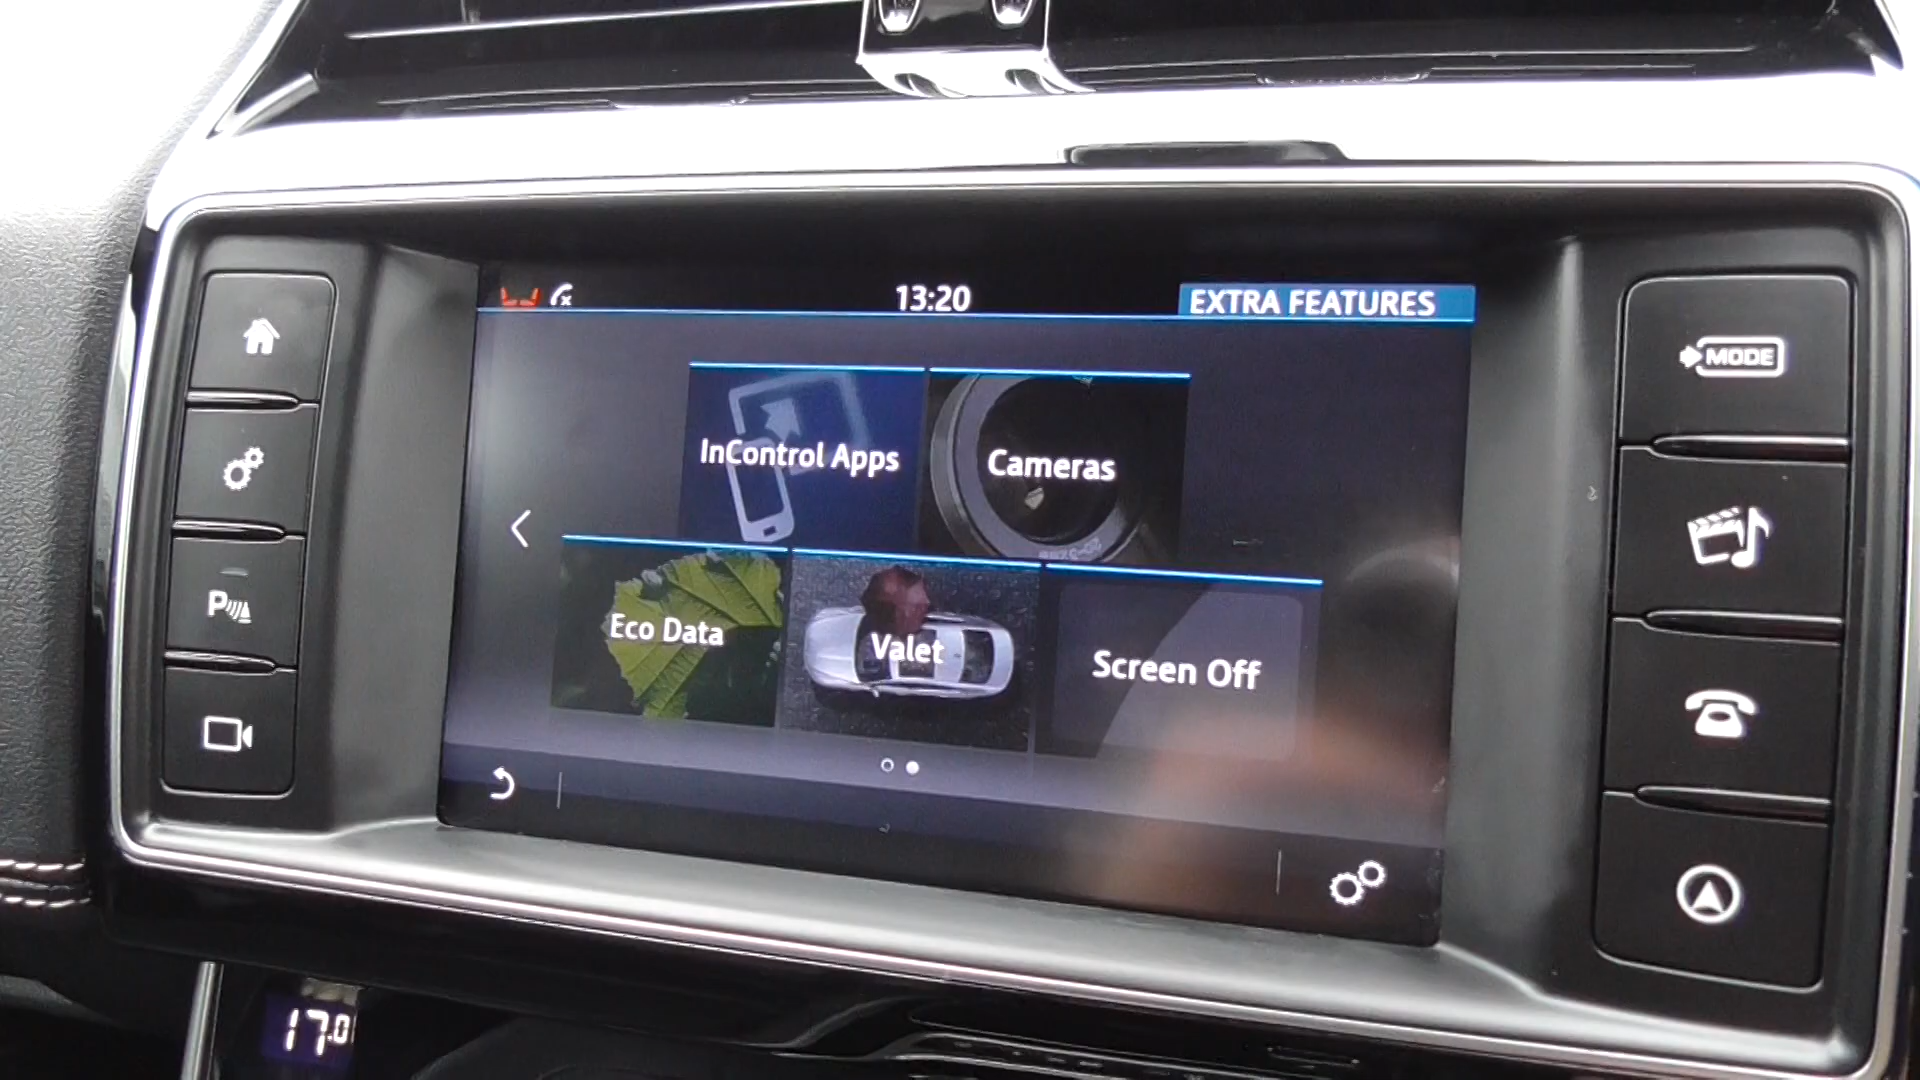 13:20
EXTRA FEATURES
MODE
InControl Apps
Cameras
Eco Data
Valet
Screen Off
P
17.0